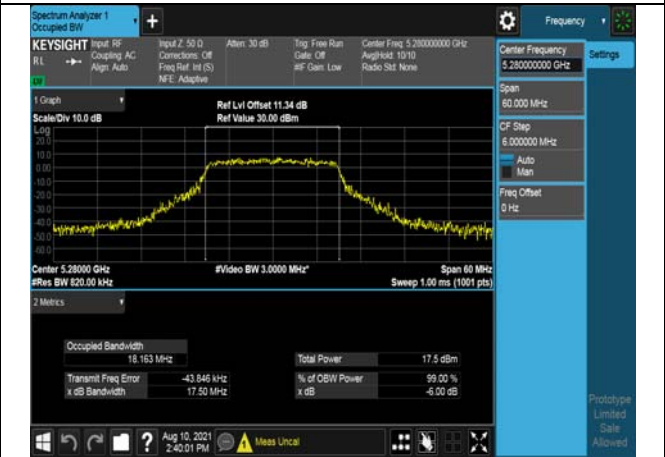 Spectrum Analyzer 1
Occupied BW
+
Frequency
KEYSIGHT
RL
Input: RF
Coupling: AC
Align: Auto
Input Z: 50 Ω
Corrections: Off
Freq Ref: Int (S)
NFE: Adaptive
Atten: 30 dB
Trig: Free Run
Gate: Off
#IF Gain: Low
Center Freq: 5.280000000 GHz
Avg|Hold: 10/10
Radio Std: None
Center Frequency
5.280000000 GHz
Settings
Span
60.000 MHz
CF Step
6.000000 MHz
Auto
Man
Freq Offset
0 Hz
1 Graph
Scale/Div 10.0 dB
Ref Lvl Offset 11.34 dB
Ref Value 30.00 dBm
Log
20.0
10.0
0.00
-10.0
-20.0
-30.0
-40.0
-50.0
-60.0
Center 5.28000 GHz
#Res BW 820.00 kHz
#Video BW 3.0000 MHz*
Span 60 MHz
Sweep 1.00 ms (1001 pts)
2 Metrics
Occupied Bandwidth
18.163 MHz
Total Power 17.5 dBm
Transmit Freq Error -43.846 kHz
% of OBW Power 99.00 %
x dB Bandwidth 17.50 MHz
x dB -6.00 dB
Prototype
Limited
Sale
Allowed
?
Aug 10, 2021
2:40:01 PM
Meas Uncal